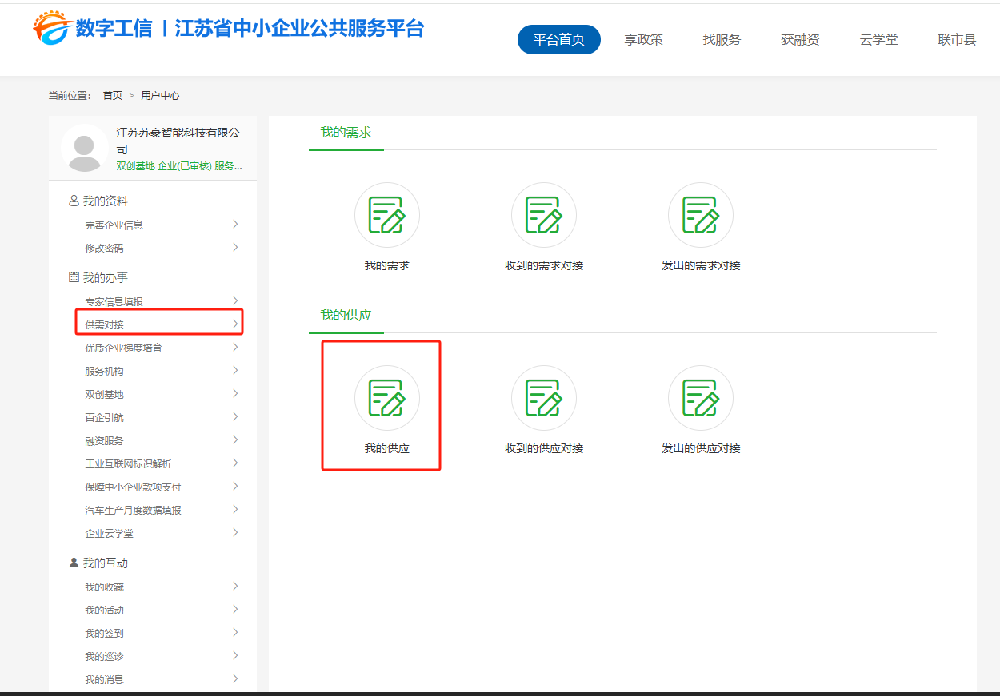 数字工信 | 江苏省中小企业公共服务平台
平台首页 享政策 找服务 获融资 云学堂 联市县
当前位置： 首页 > 用户中心
江苏苏豪智能科技有限公
司
双创基地 企业(已审核) 服务...
我的资料
完善企业信息
修改密码
我的办事
专家信息填报
供需对接
优质企业梯度培育
服务机构
双创基地
百企引航
融资服务
工业互联网标识解析
保障中小企业款项支付
汽车生产月度数据填报
企业云学堂
我的互动
我的收藏
我的活动
我的签到
我的巡诊
我的消息
我的需求
我的需求 收到的需求对接 发出的需求对接
我的供应
我的供应 收到的供应对接 发出的供应对接